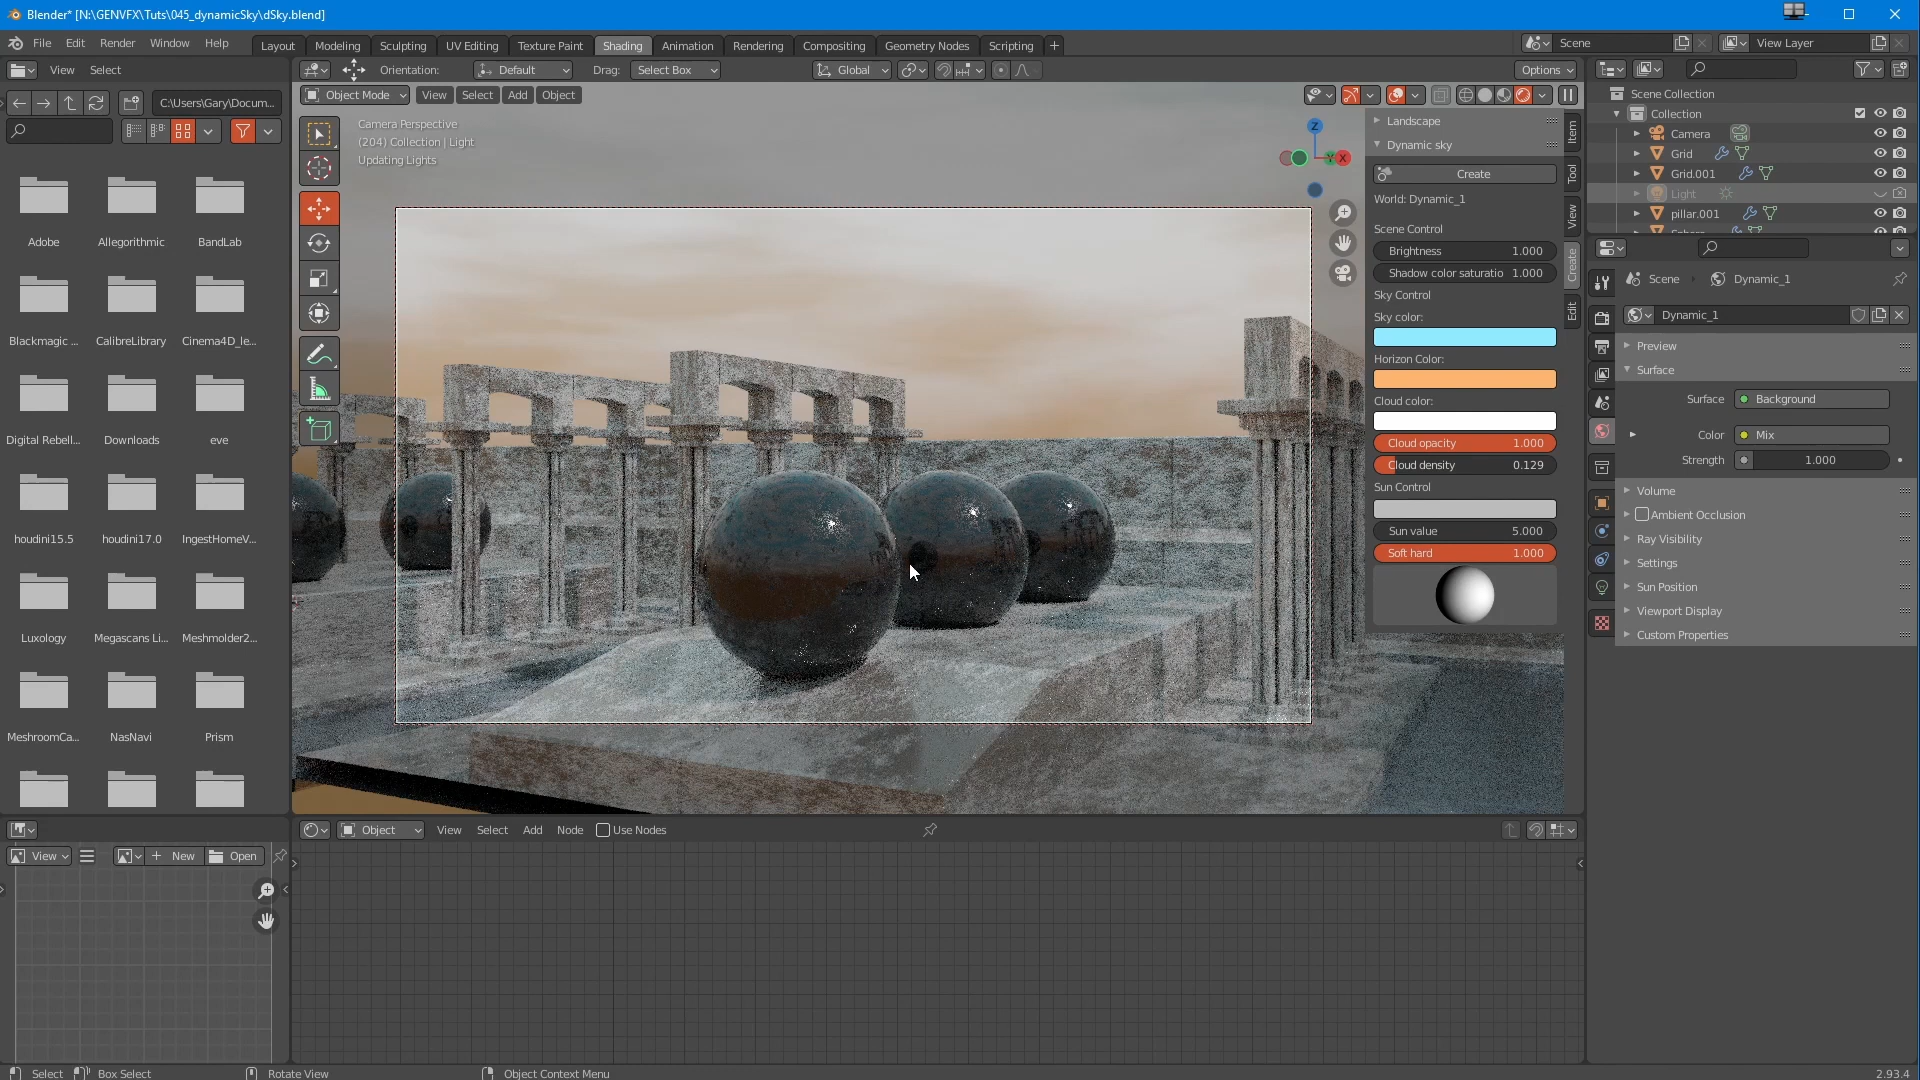 Blender* [N:\GENVFX\Tuts\045_dynamicSky\dSky.blend]
File Edit Render Window Help
Layout Modeling Sculpting UV Editing Texture Paint Shading Animation Rendering Compositing Geometry Nodes Scripting +
Scene
View Layer
View Select
Orientation: Default Drag: Select Box
Global
Options
C:\Users\Gary\Docum...
Object Mode View Select Add Object
Camera Perspective
(204) Collection | Light
Updating Lights
Z
Y
X
Adobe Allegorithmic BandLab
Blackmagic ... CalibreLibrary Cinema4D_le...
Digital Rebell... Downloads eve
houdini15.5 houdini17.0 IngestHomeV...
Luxology Megascans Li... Meshmolder2...
MeshroomCa... NasNavi Prism
Landscape
Dynamic sky
Create
World: Dynamic_1
Scene Control
Brightness 1.000
Shadow color saturatio 1.000
Sky Control
Sky color:
Horizon Color:
Cloud color:
Cloud opacity 1.000
Cloud density 0.129
Sun Control
Sun value 5.000
Soft hard 1.000
Item
Tool
View
Create
Edit
Scene Collection
Collection
Camera
Grid
Grid.001
Light
pillar.001
Scene Dynamic_1
Dynamic_1
Preview
Surface
Surface Background
Color Mix
Strength 1.000
Volume
Ambient Occlusion
Ray Visibility
Settings
Sun Position
Viewport Display
Custom Properties
Object View Select Add Node Use Nodes
View New Open
Select Box Select Rotate View Object Context Menu
2.93.4